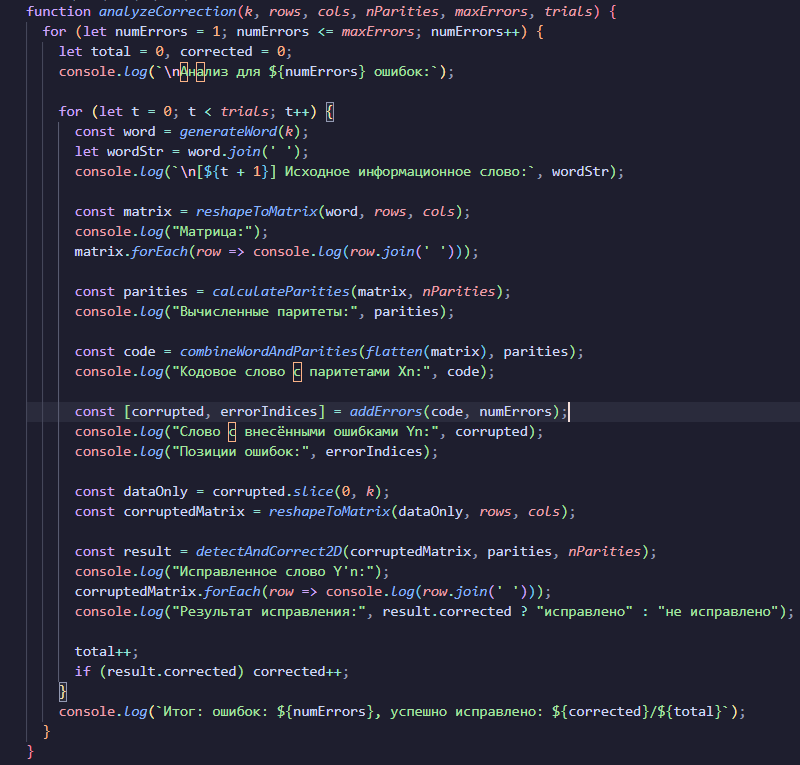 function analyzeCorrection(k, rows, cols, nParities, maxErrors, trials) {
for (let numErrors = 1; numErrors <= maxErrors; numErrors++) {
let total = 0, corrected = 0;
console.log(`\nАнализ для ${numErrors} ошибок:`);
for (let t = 0; t < trials; t++) {
const word = generateWord(k);
let wordStr = word.join(' ');
console.log(`\n[${t + 1}] Исходное информационное слово:`, wordStr);
const matrix = reshapeToMatrix(word, rows, cols);
console.log("Матрица:");
matrix.forEach(row => console.log(row.join(' ')));
const parities = calculateParities(matrix, nParities);
console.log("Вычисленные паритеты:", parities);
const code = combineWordAndParities(flatten(matrix), parities);
console.log("Кодовое слово с паритетами Xn:", code);
const [corrupted, errorIndices] = addErrors(code, numErrors);
console.log("Слово с внесёнными ошибками Yn:", corrupted);
console.log("Позиции ошибок:", errorIndices);
const dataOnly = corrupted.slice(0, k);
const corruptedMatrix = reshapeToMatrix(dataOnly, rows, cols);
const result = detectAndCorrect2D(corruptedMatrix, parities, nParities);
console.log("Исправленное слово Y'n:");
corruptedMatrix.forEach(row => console.log(row.join(' ')));
console.log("Результат исправления:", result.corrected ? "исправлено" : "не исправлено");
total++;
if (result.corrected) corrected++;
}
console.log(`Итог: ошибок: ${numErrors}, успешно исправлено: ${corrected}/${total}`);
}
}